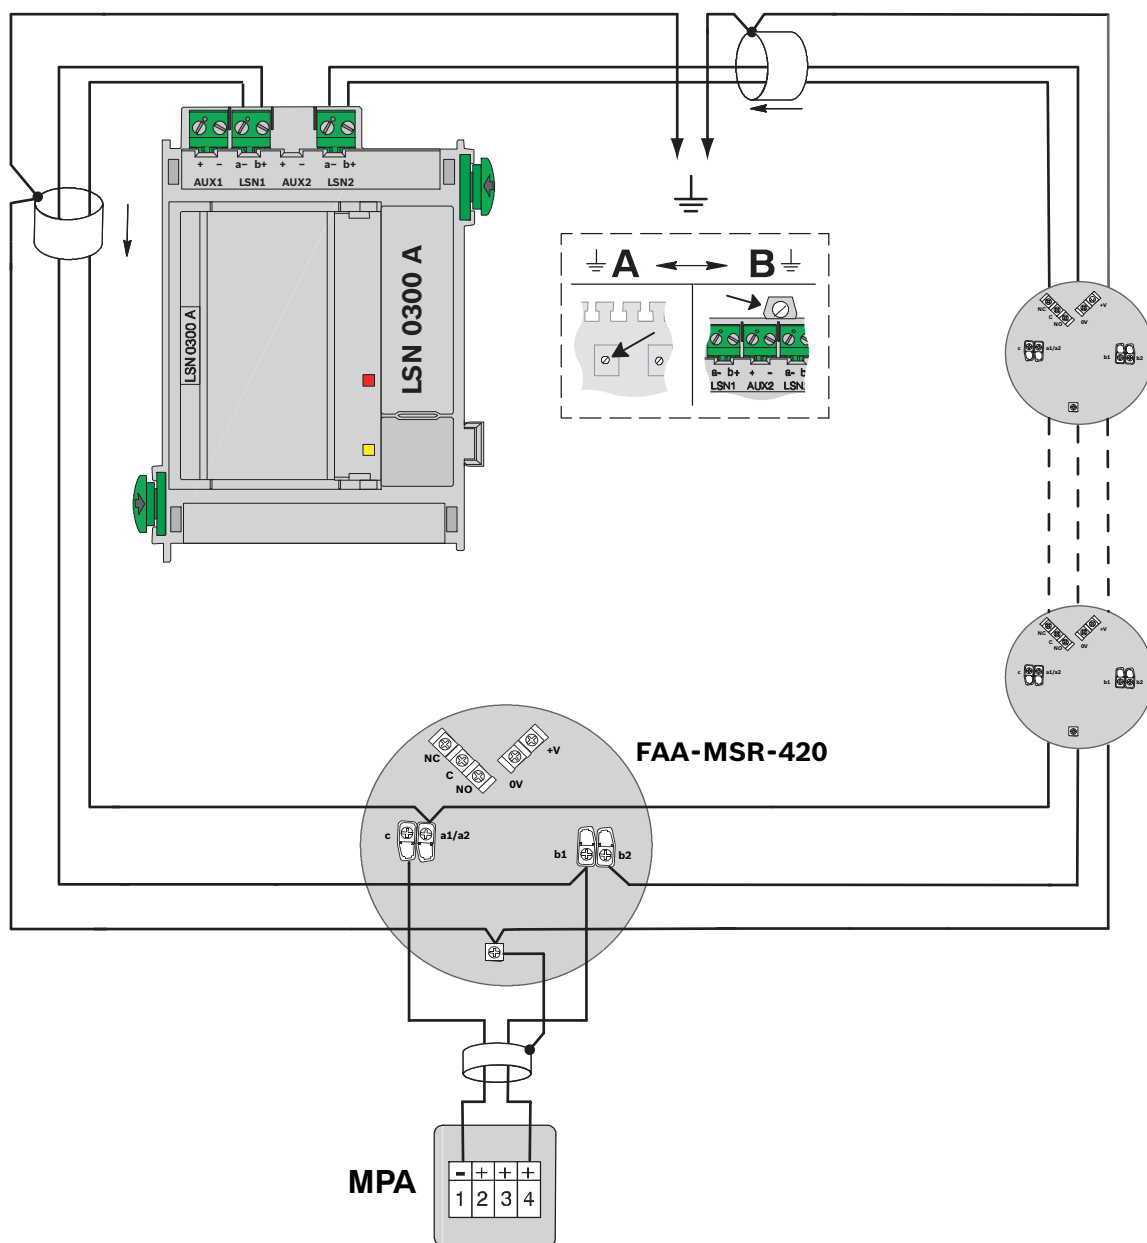 + − a− b+ + − a− b+
AUX1 LSN1 AUX2 LSN2
LSN 0300 A
LSN 0300 A
A B
a- b+ + - a- b
LSN1 AUX2 LSN
NC
C
NO
0V
+V
c
a1/a2
b1
b2
NC
C
NO
0V
+V
c
a1/a2
b1
b2
FAA-MSR-420
NC
C
NO
0V
+V
c
a1/a2
b1
b2
MPA
- + + +
1 2 3 4